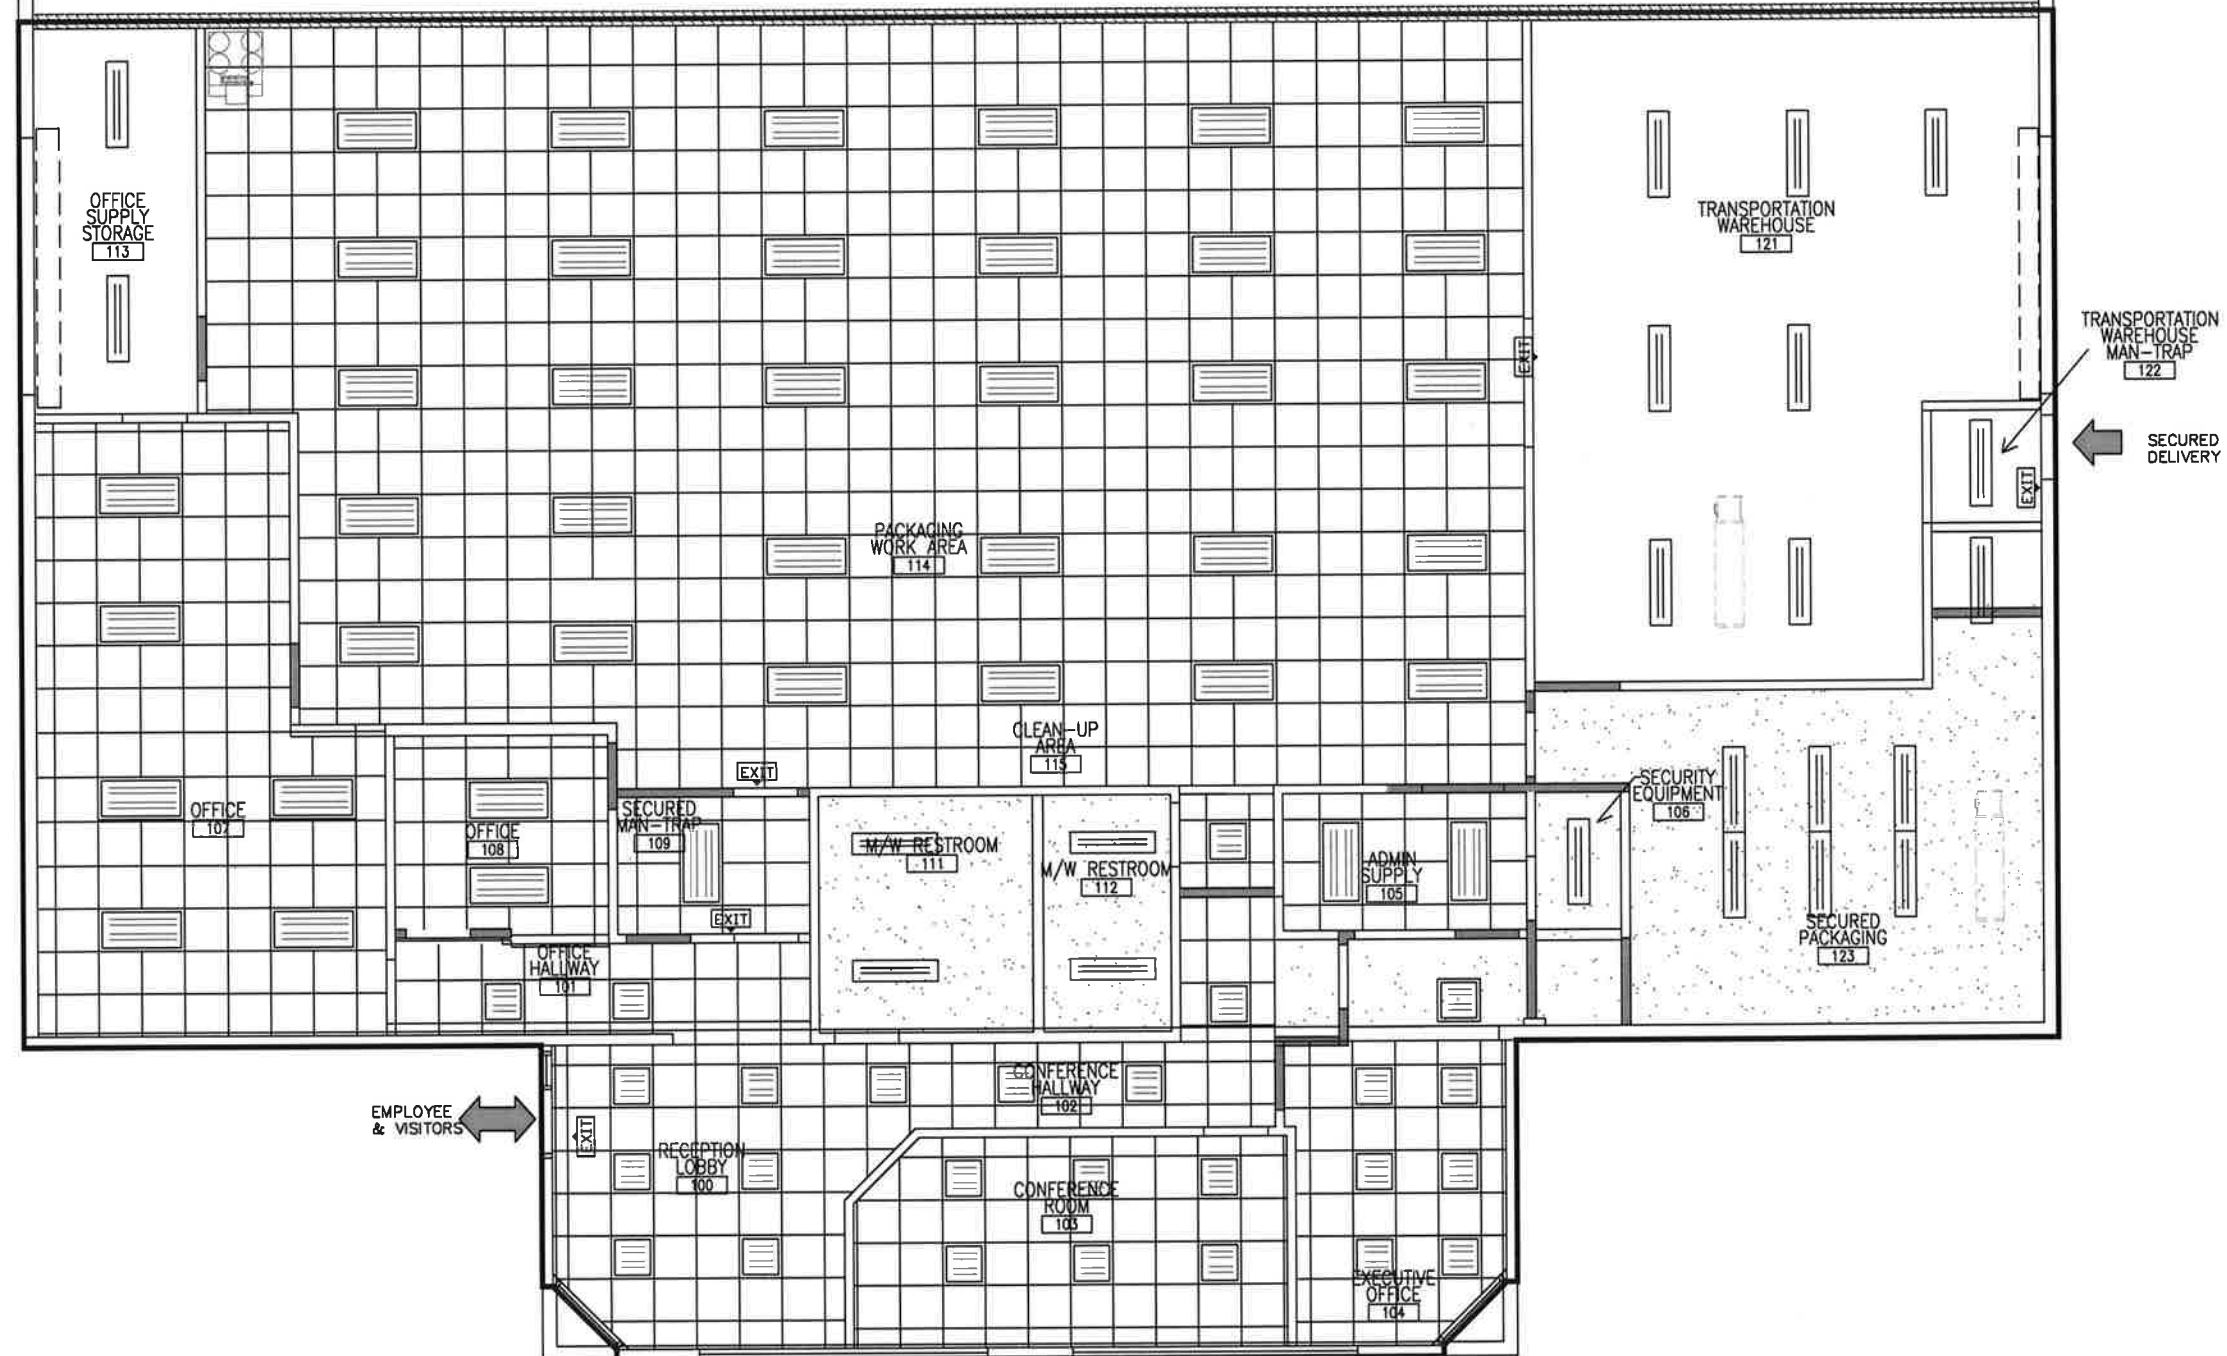 OFFICE
SUPPLY
STORAGE
113
TRANSPORTATION
WAREHOUSE
121
TRANSPORTATION
WAREHOUSE
MAN-TRAP
122
EXIT
SECURED
DELIVERY
EXIT
PACKAGING
WORK AREA
114
CLEAN-UP
AREA
115
EXIT
SECURITY
EQUIPMENT
106
OFFICE
107
OFFICE
108
SECURED
MAN-TRAP
109
M/W RESTROOM
111
M/W RESTROOM
112
ADMIN
SUPPLY
105
SECURED
PACKAGING
123
EXIT
OFFICE
HALLWAY
101
CONFERENCE
HALLWAY
102
EMPLOYEE
& VISITORS
EXIT
RECEPTION
LOBBY
100
CONFERENCE
ROOM
103
EXECUTIVE
OFFICE
104